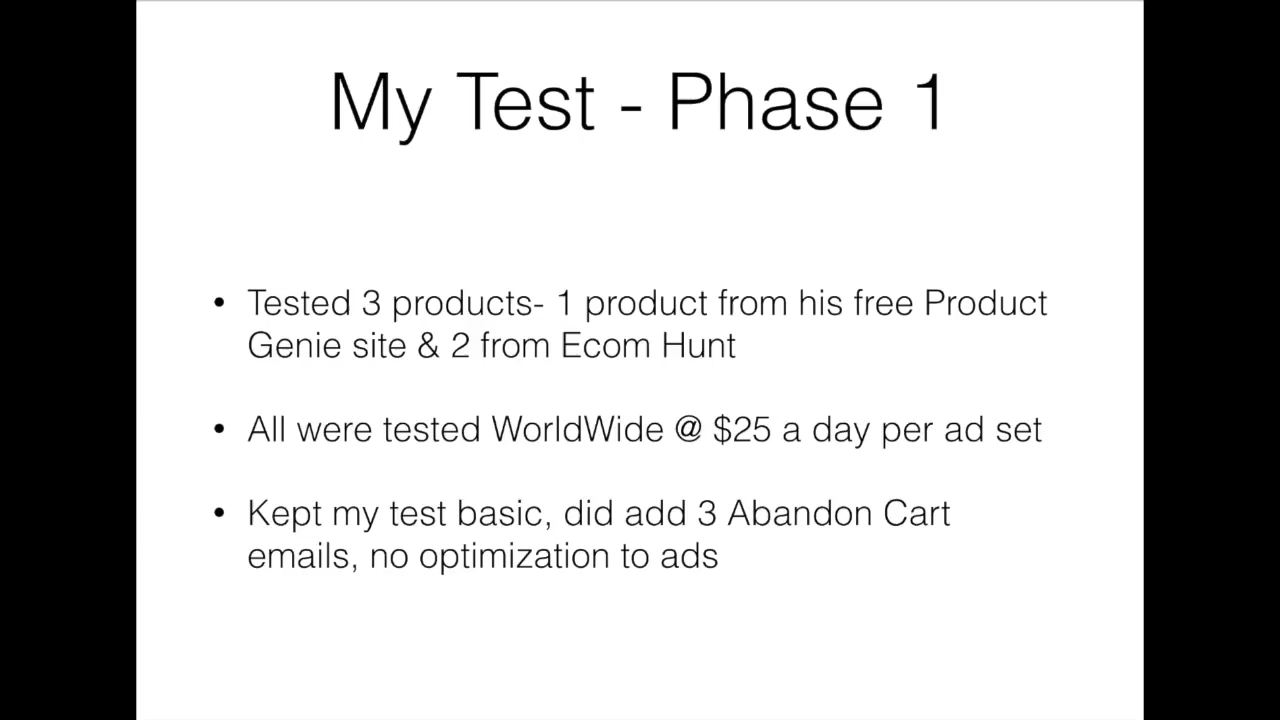 My Test - Phase 1
• Tested 3 products- 1 product from his free Product
Genie site & 2 from Ecom Hunt
• All were tested WorldWide @ $25 a day per ad set
• Kept my test basic, did add 3 Abandon Cart
emails, no optimization to ads